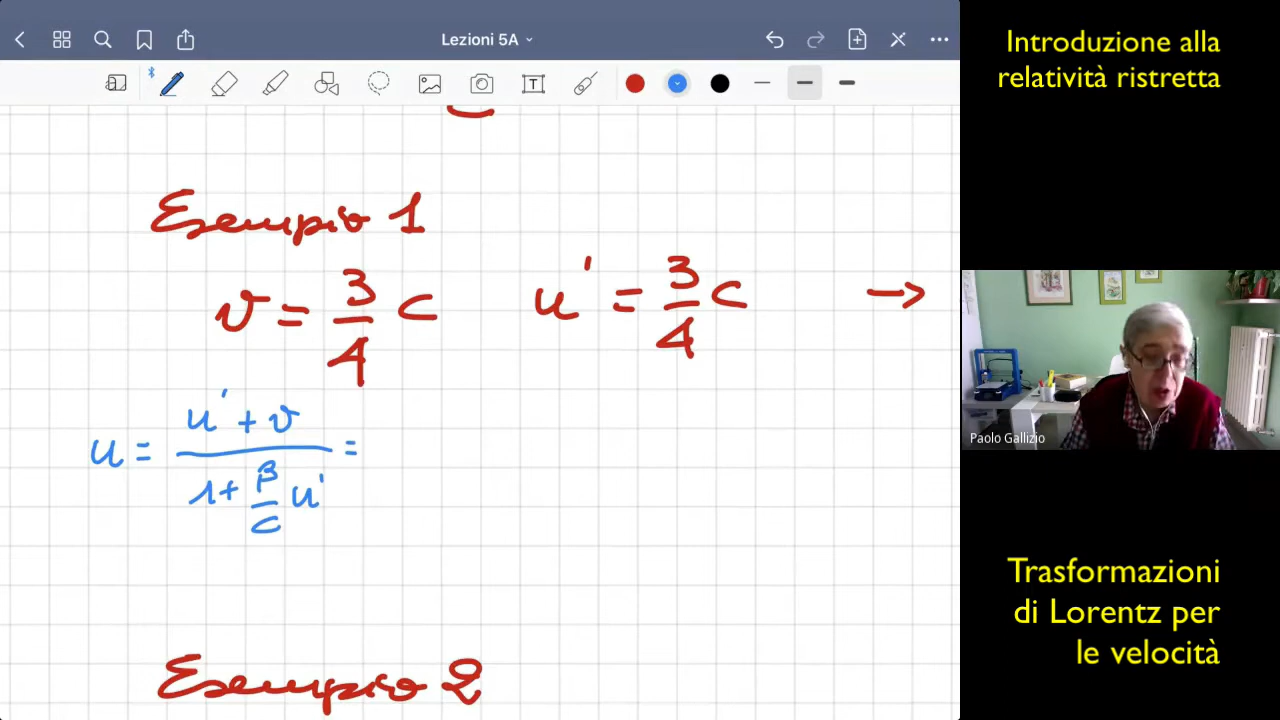 Lezioni 5A
Introduzione alla
relatività ristretta
T
Esempio 1
v = 3/4 c    u' = 3/4 c    →
u = (u' + v) / (1 + β/c u') =
Paolo Gallizio
Trasformazioni
di Lorentz per
le velocità
Esempio 2